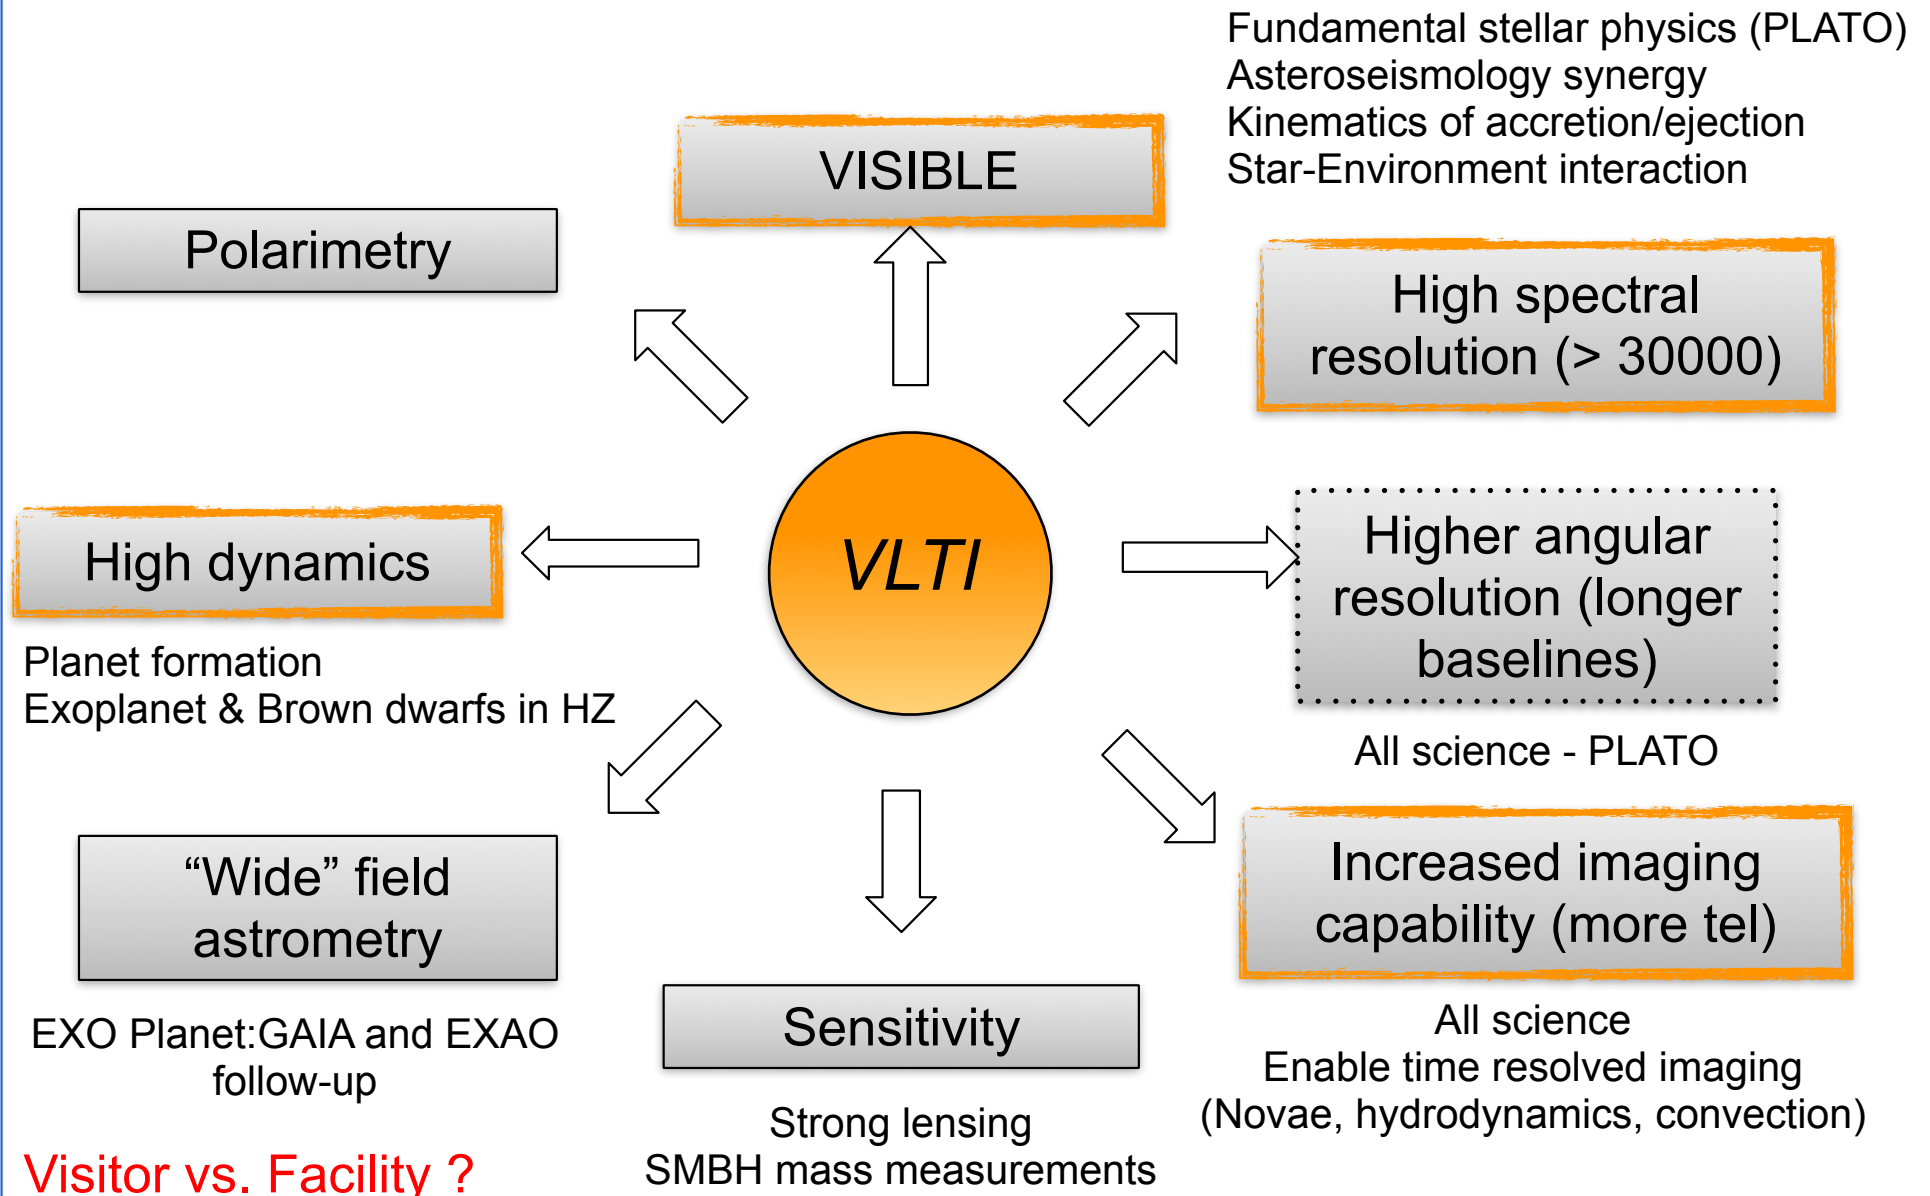 Fundamental stellar physics (PLATO)
Asteroseismology synergy
Kinematics of accretion/ejection
Star-Environment interaction
VISIBLE
Polarimetry
High spectral
resolution (> 30000)
High dynamics
Planet formation
Exoplanet & Brown dwarfs in HZ
VLTI
Higher angular
resolution (longer
baselines)
All science - PLATO
"Wide" field
astrometry
EXO Planet:GAIA and EXAO
follow-up
Sensitivity
Strong lensing
SMBH mass measurements
Increased imaging
capability (more tel)
All science
Enable time resolved imaging
(Novae, hydrodynamics, convection)
Visitor vs. Facility ?